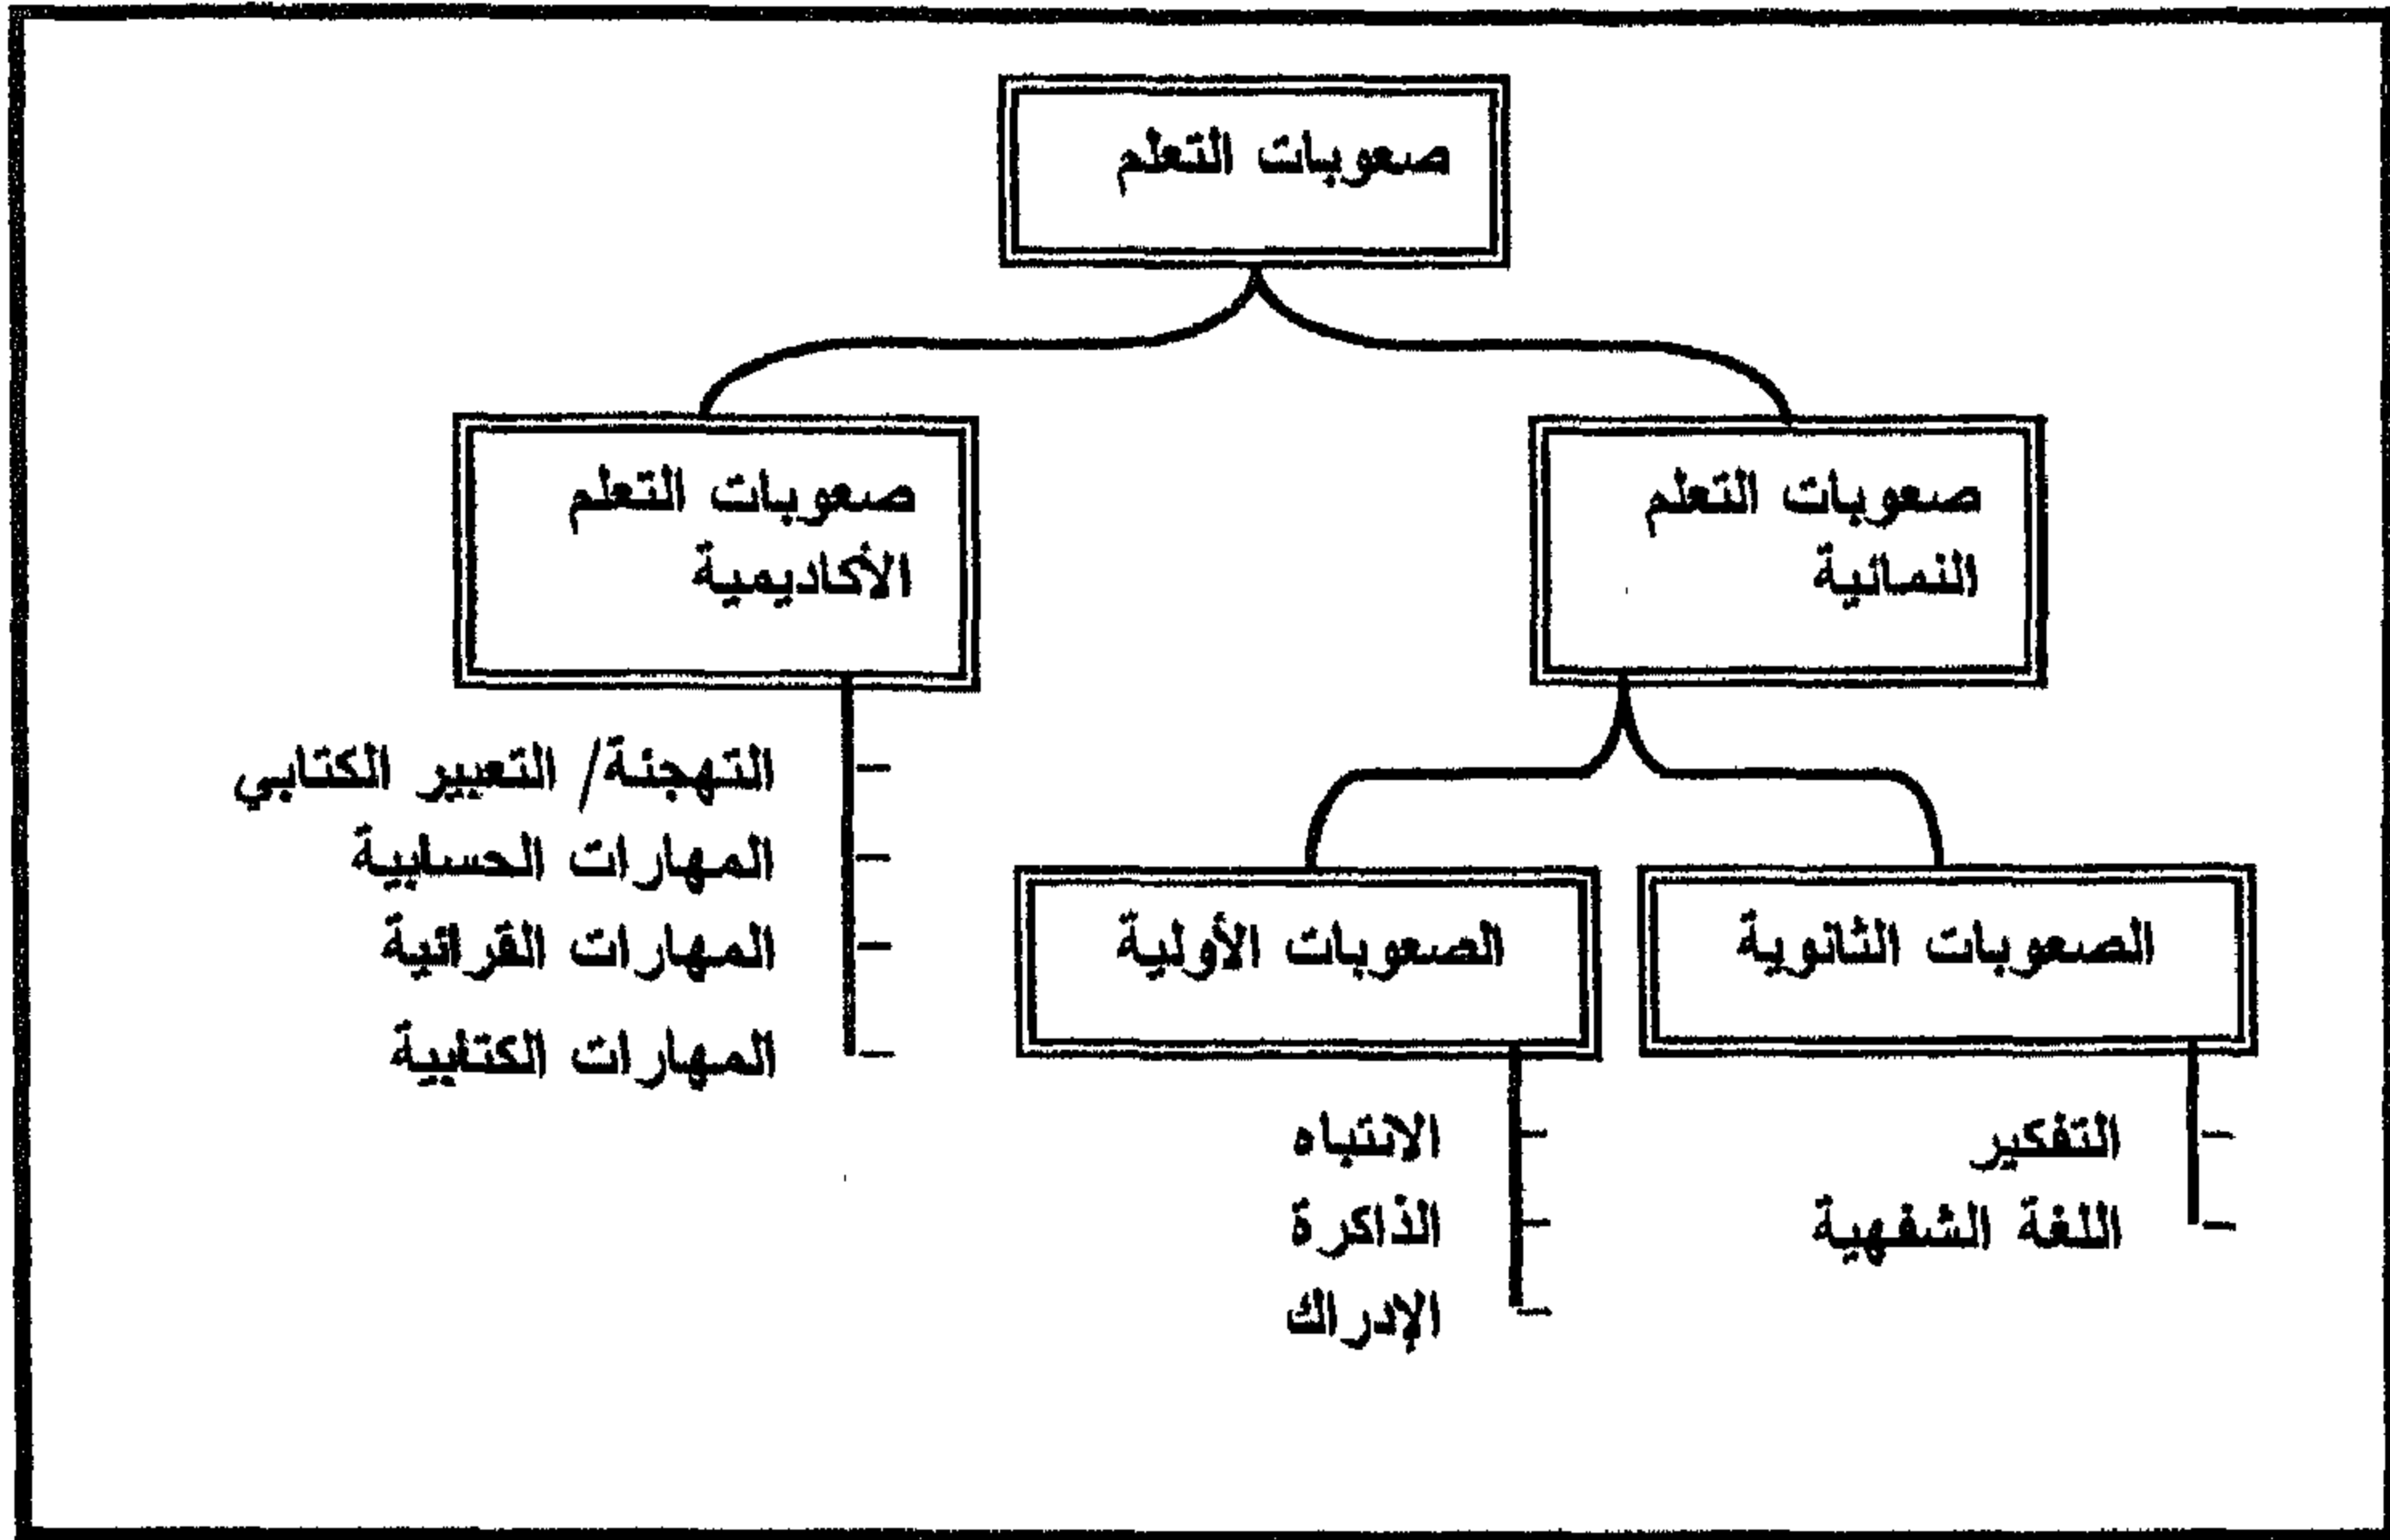 صعوبات التعلم
صعوبات التعلم
النمائية
صعوبات التعلم
الأكاديمية
الصعوبات الثانوية
التفكير
اللغة الشفهية
الصعوبات الأولية
الانتباه
الذاكرة
الإدراك
التهجئة/ التعبير الكتابي
المهارات الحسابية
المهارات القرائية
المهارات الكتابية